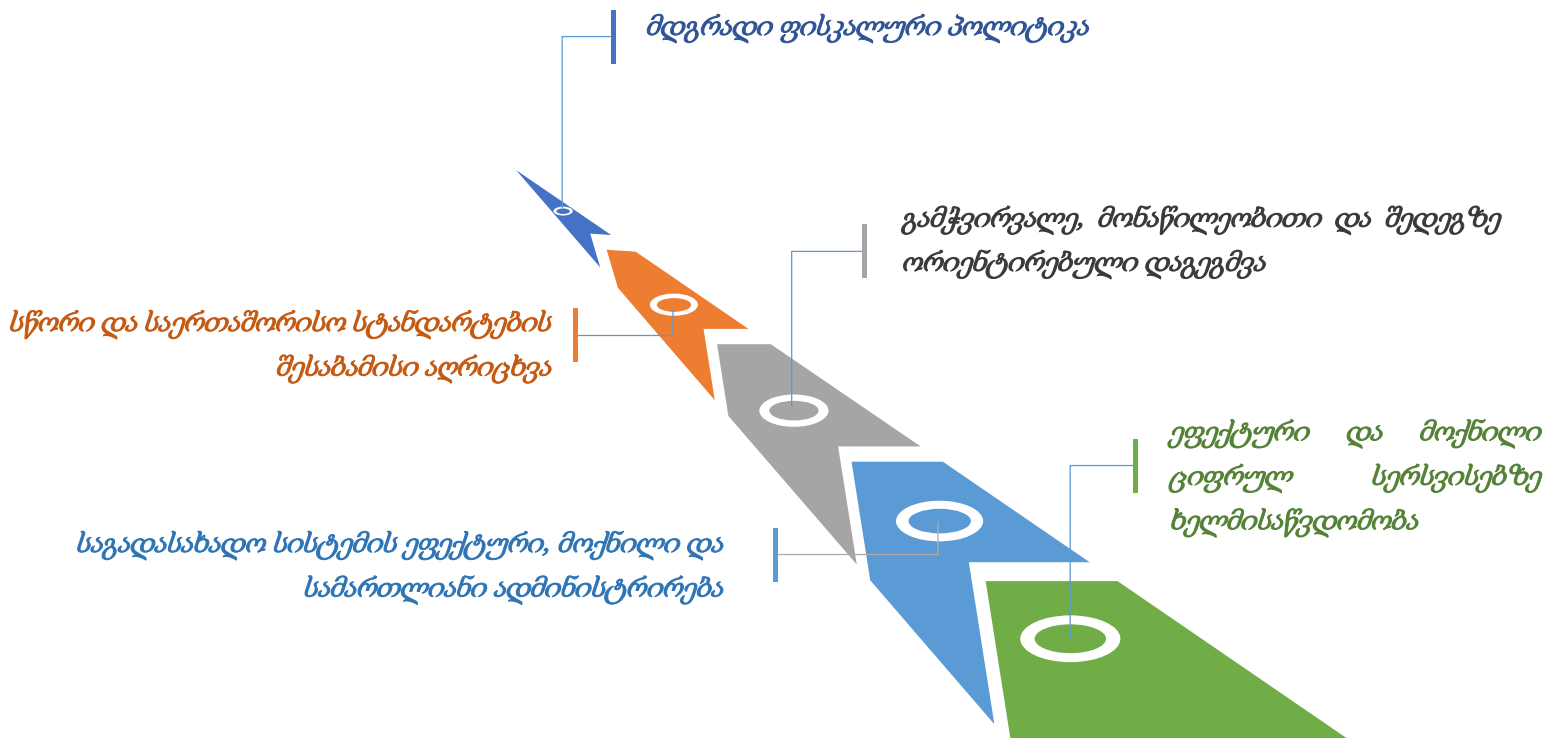 მდგრადი ფისკალური პოლიტიკა
გამჭვირვალე, მონაწილეობითი და შედეგზე
ორიენტირებული დაგეგმვა
სწორი და საერთაშორისო სტანდარტების
შესაბამისი აღრიცხვა
ეფექტური და მოქნილი
ციფრულ სერსვისებზე
ხელმისაწვდომობა
საგადასახადო სისტემის ეფექტური, მოქნილი და
სამართლიანი ადმინისტრირება